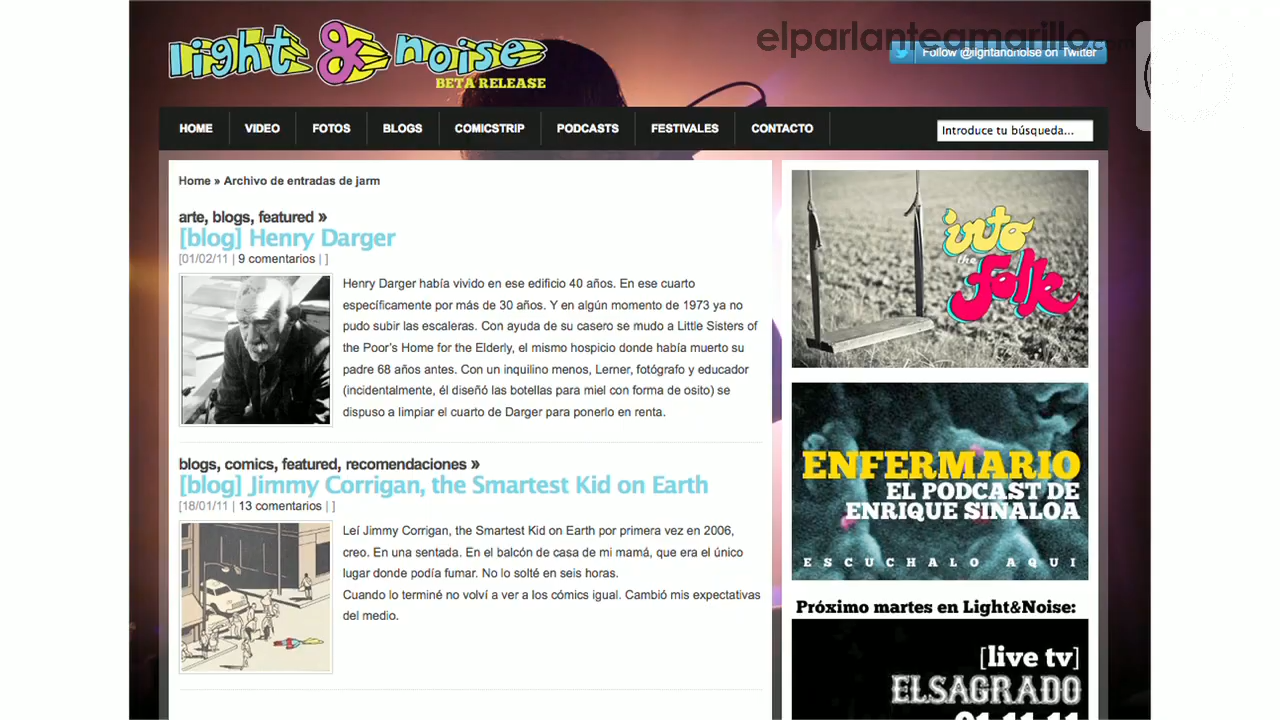 light & noise
BETA RELEASE
elparlanteamarillo.com
Follow @lightandnoise on Twitter
HOME
VIDEO
FOTOS
BLOGS
COMICSTRIP
PODCASTS
FESTIVALES
CONTACTO
Introduce tu búsqueda...
Home » Archivo de entradas de jarm
arte, blogs, featured »
[blog] Henry Darger
[01/02/11 | 9 comentarios | ]
Henry Darger había vivido en ese edificio 40 años. En ese cuarto
específicamente por más de 30 años. Y en algún momento de 1973 ya no
pudo subir las escaleras. Con ayuda de su casero se mudo a Little Sisters of
the Poor's Home for the Elderly, el mismo hospicio donde había muerto su
padre 68 años antes. Con un inquilino menos, Lerner, fotógrafo y educador
(incidentalmente, él diseñó las botellas para miel con forma de osito) se
dispuso a limpiar el cuarto de Darger para ponerlo en renta.
blogs, comics, featured, recomendaciones »
[blog] Jimmy Corrigan, the Smartest Kid on Earth
[18/01/11 | 13 comentarios | ]
Leí Jimmy Corrigan, the Smartest Kid on Earth por primera vez en 2006,
creo. En una sentada. En el balcón de casa de mi mamá, que era el único
lugar donde podía fumar. No lo solté en seis horas.
Cuando lo terminé no volví a ver a los cómics igual. Cambió mis expectativas
del medio.
into
the
folk
ENFERMARIO
EL PODCAST DE
ENRIQUE SINALOA
ESCUCHALO AQUI
Próximo martes en Light&Noise:
[live tv]
ELSAGRADO
01.11.11